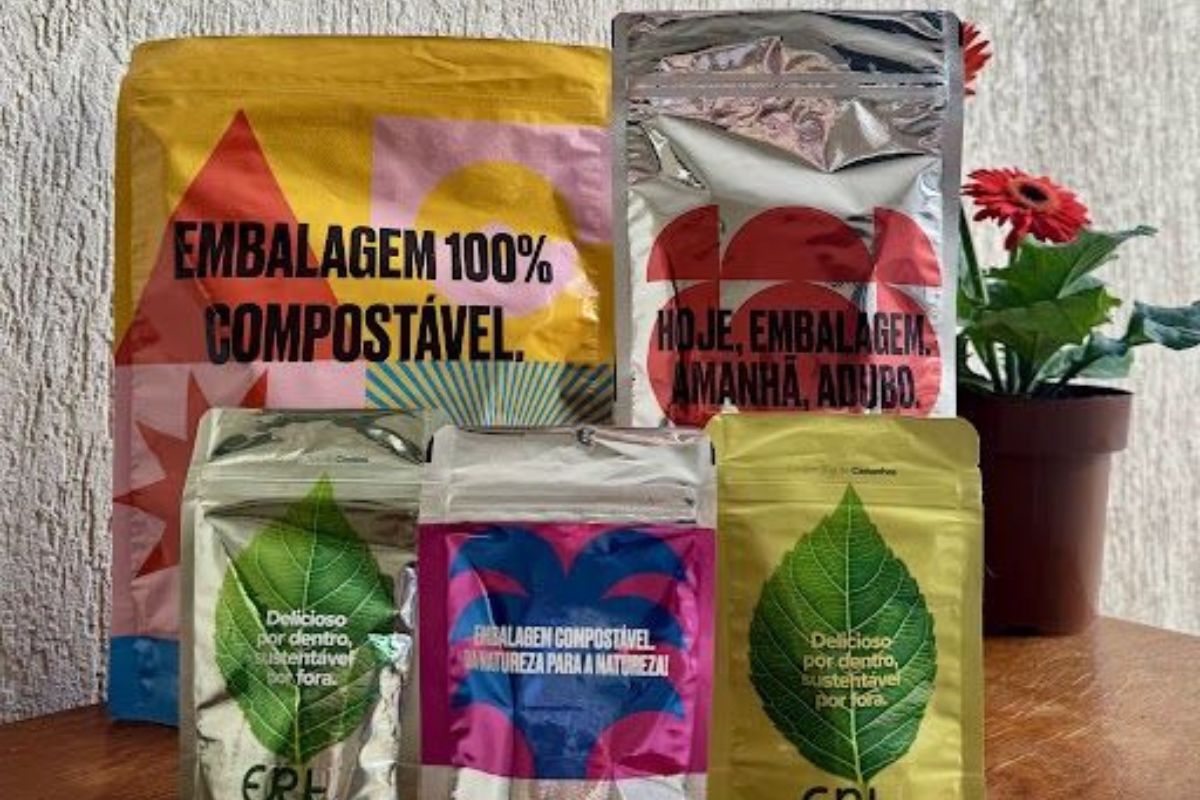 EMBALAGEM 100%
COMPOSTÁVEL.
HOJE, EMBALAGEM.
AMANHÃ, ADUBO.
Delicioso
por dentro,
sustentável
por fora.
EMBALAGEM COMPOSTÁVEL.
DA NATUREZA PARA A NATUREZA!
Castanhas
Delicioso
por dentro,
sustentável
por fora.